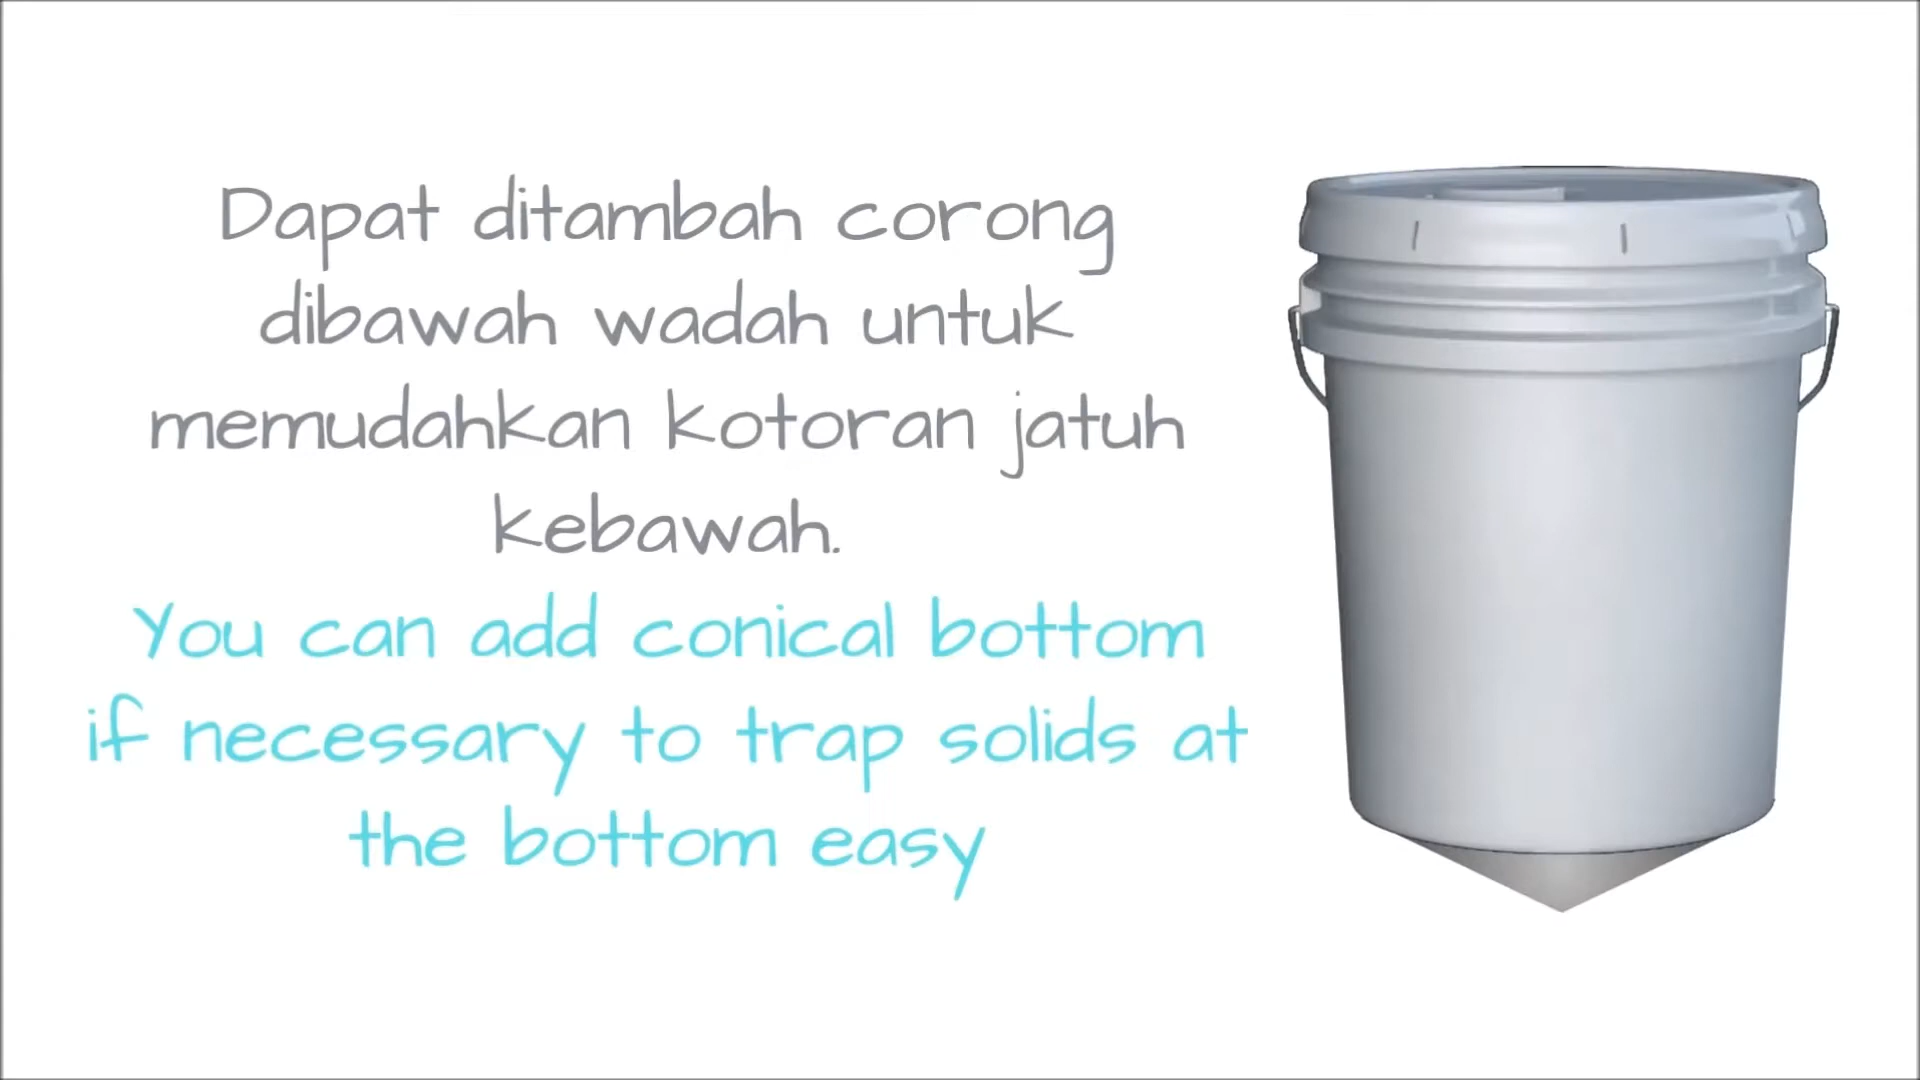 Dapat ditambah corong
dibawah wadah untuk
memudahkan kotoran jatuh
kebawah.
You can add conical bottom
if necessary to trap solids at
the bottom easy